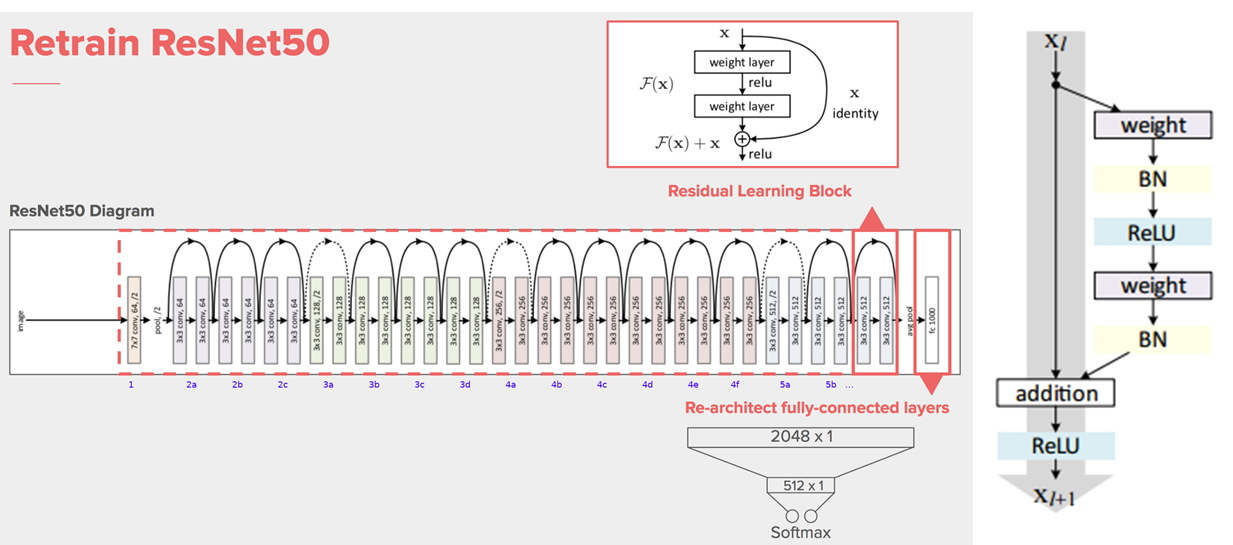 Retrain ResNet50
x
weight layer
relu
F(x)
weight layer
x
identity
F(x) + x
relu
Residual Learning Block
ResNet50 Diagram
image
7x7 conv, 64, /2
pool, /2
3x3 conv, 64
3x3 conv, 64
3x3 conv, 64
3x3 conv, 64
3x3 conv, 64
3x3 conv, 64
3x3 conv, 128, /2
3x3 conv, 128
3x3 conv, 128
3x3 conv, 128
3x3 conv, 128
3x3 conv, 128
3x3 conv, 128
3x3 conv, 128
3x3 conv, 256, /2
3x3 conv, 256
3x3 conv, 256
3x3 conv, 256
3x3 conv, 256
3x3 conv, 256
3x3 conv, 256
3x3 conv, 256
3x3 conv, 256
3x3 conv, 256
3x3 conv, 256
3x3 conv, 256
3x3 conv, 512, /2
3x3 conv, 512
3x3 conv, 512
3x3 conv, 512
3x3 conv, 512
3x3 conv, 512
avg pool
fc 1000
1 2a 2b 2c 3a 3b 3c 3d 4a 4b 4c 4d 4e 4f 5a 5b ...
Re-architect fully-connected layers
2048 x 1
512 x 1
Softmax
xl
weight
BN
ReLU
weight
BN
addition
ReLU
xl+1